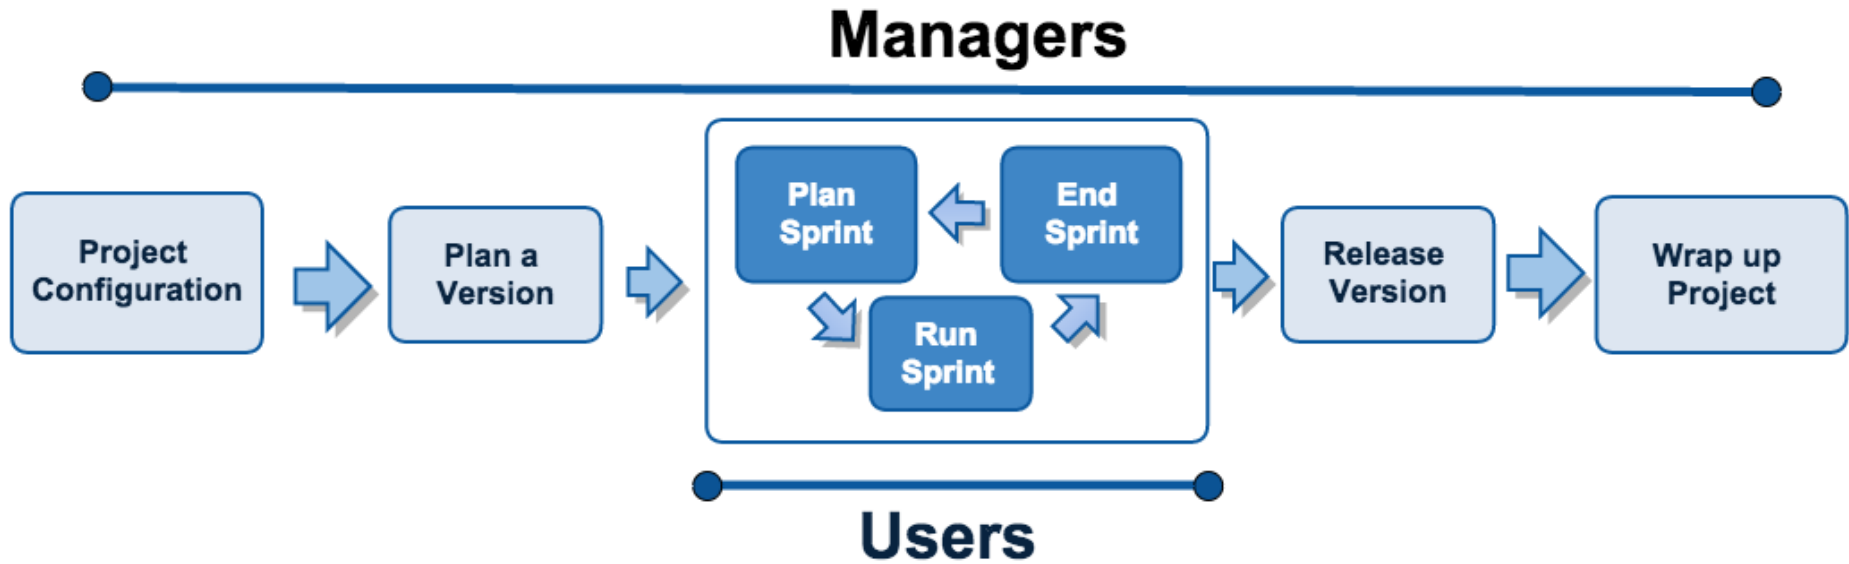 Managers
Project
Configuration
Plan a
Version
Plan
Sprint
End
Sprint
Run
Sprint
Release
Version
Wrap up
Project
Users